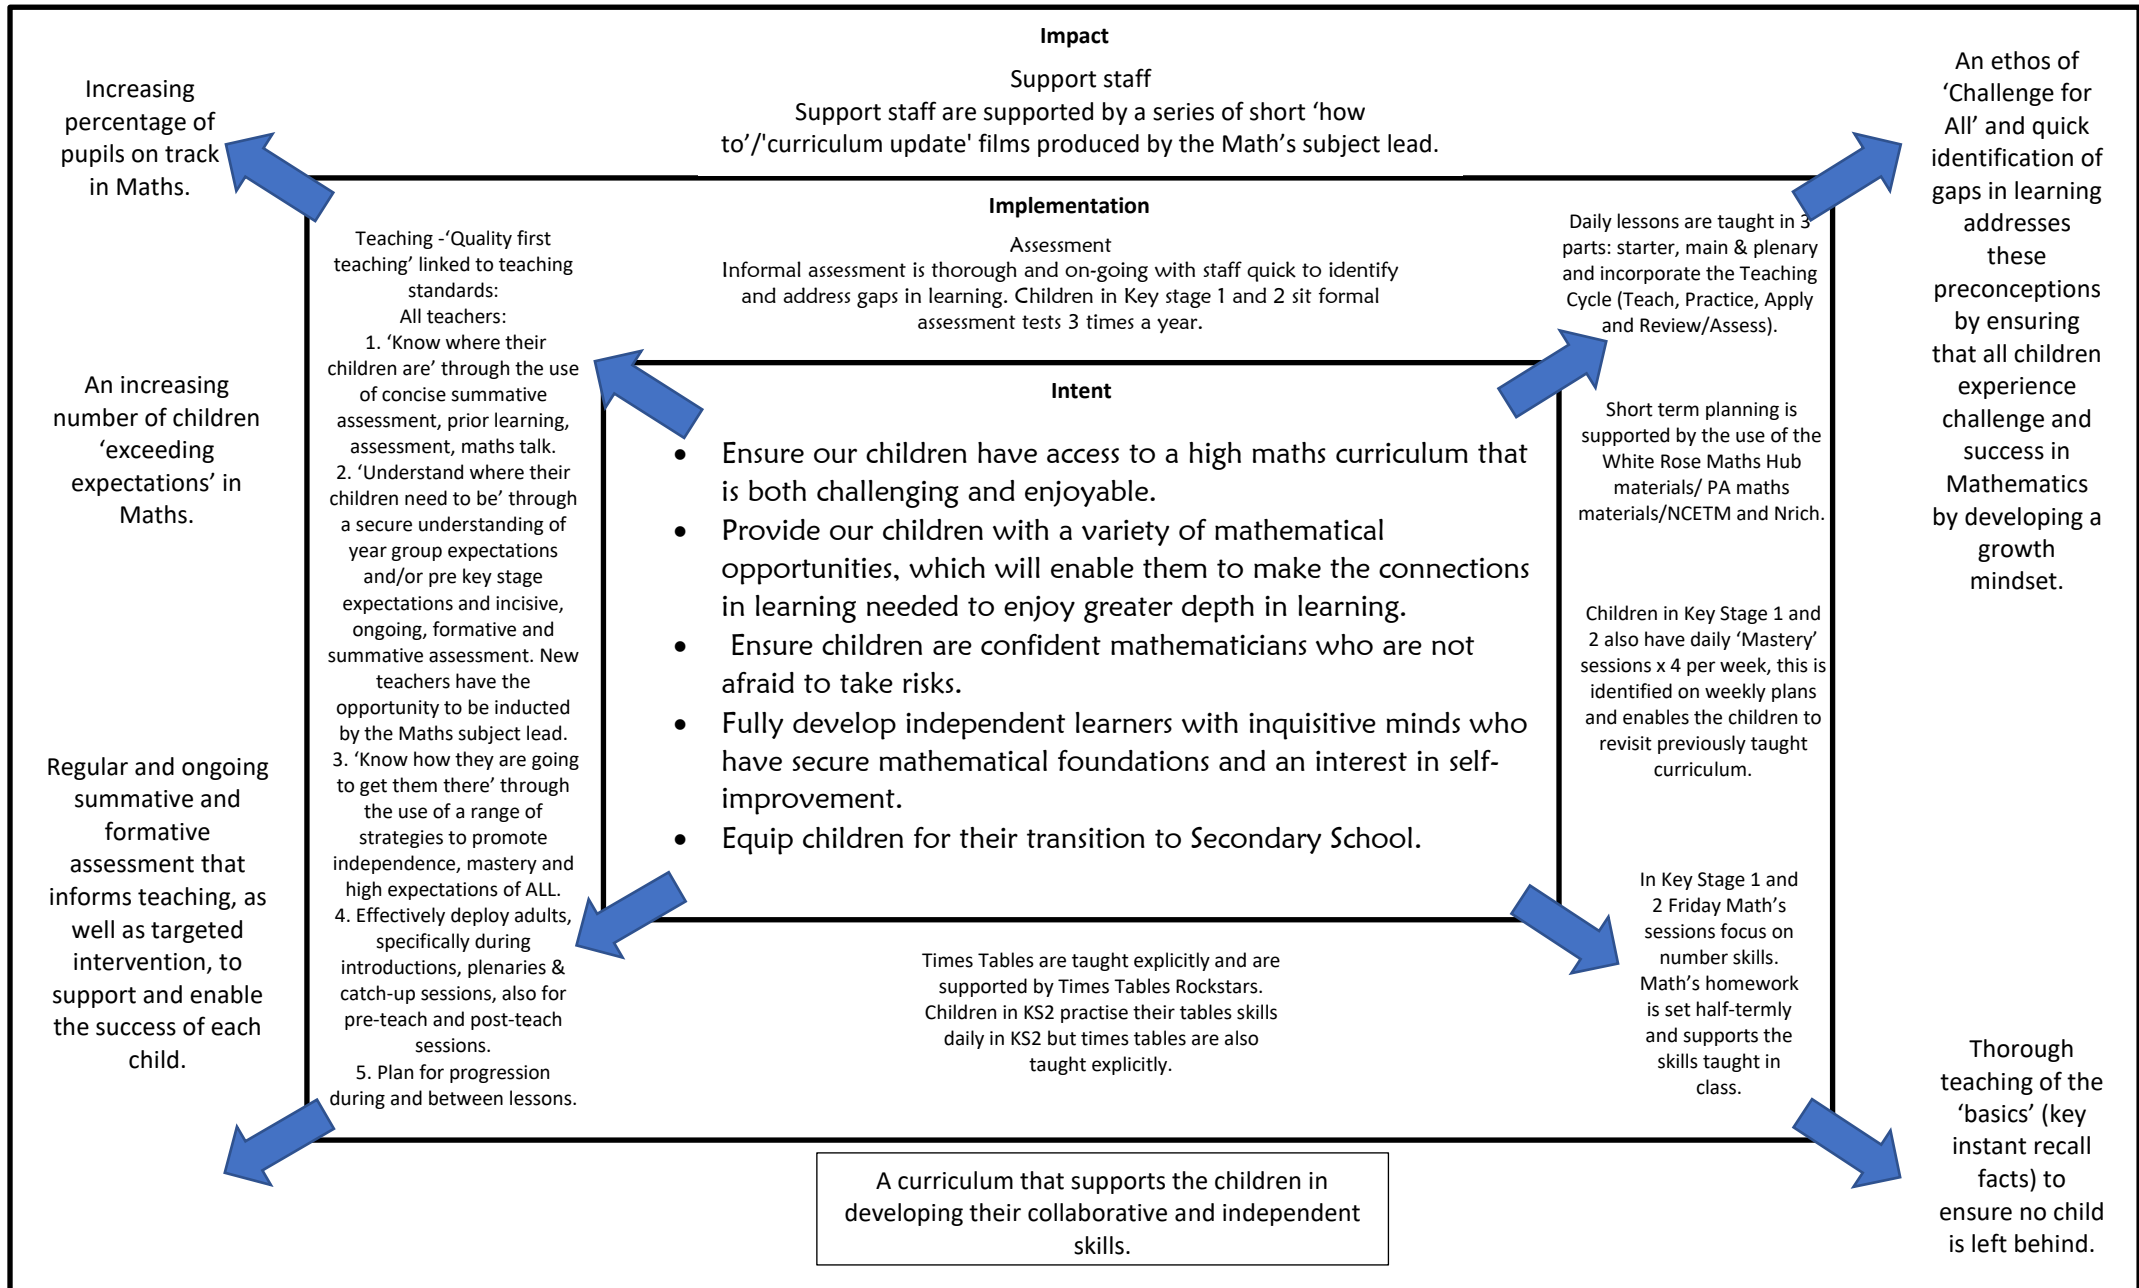 Impact
Support staff
Support staff are supported by a series of short ‘how
to’/'curriculum update' films produced by the Math’s subject lead.
Increasing
percentage of
pupils on track
in Maths.
An increasing
number of children
‘exceeding
expectations’ in
Maths.
Regular and ongoing
summative and
formative
assessment that
informs teaching, as
well as targeted
intervention, to
support and enable
the success of each
child.
An ethos of
‘Challenge for
All’ and quick
identification of
gaps in learning
addresses
these
preconceptions
by ensuring
that all children
experience
challenge and
success in
Mathematics
by developing a
growth
mindset.
Thorough
teaching of the
‘basics’ (key
instant recall
facts) to
ensure no child
is left behind.
Implementation
Assessment
Informal assessment is thorough and on-going with staff quick to identify
and address gaps in learning. Children in Key stage 1 and 2 sit formal
assessment tests 3 times a year.
Teaching -‘Quality first
teaching’ linked to teaching
standards:
All teachers:
1. ‘Know where their
children are’ through the use
of concise summative
assessment, prior learning,
assessment, maths talk.
2. ‘Understand where their
children need to be’ through
a secure understanding of
year group expectations
and/or pre key stage
expectations and incisive,
ongoing, formative and
summative assessment. New
teachers have the
opportunity to be inducted
by the Maths subject lead.
3. ‘Know how they are going
to get them there’ through
the use of a range of
strategies to promote
independence, mastery and
high expectations of ALL.
4. Effectively deploy adults,
specifically during
introductions, plenaries &
catch-up sessions, also for
pre-teach and post-teach
sessions.
5. Plan for progression
during and between lessons.
Daily lessons are taught in 3
parts: starter, main & plenary
and incorporate the Teaching
Cycle (Teach, Practice, Apply
and Review/Assess).
Short term planning is
supported by the use of the
White Rose Maths Hub
materials/ PA maths
materials/NCETM and Nrich.
Children in Key Stage 1 and
2 also have daily ‘Mastery’
sessions x 4 per week, this is
identified on weekly plans
and enables the children to
revisit previously taught
curriculum.
In Key Stage 1 and
2 Friday Math’s
sessions focus on
number skills.
Math’s homework
is set half-termly
and supports the
skills taught in
class.
Intent
• Ensure our children have access to a high maths curriculum that
is both challenging and enjoyable.
• Provide our children with a variety of mathematical
opportunities, which will enable them to make the connections
in learning needed to enjoy greater depth in learning.
• Ensure children are confident mathematicians who are not
afraid to take risks.
• Fully develop independent learners with inquisitive minds who
have secure mathematical foundations and an interest in self-
improvement.
• Equip children for their transition to Secondary School.
Times Tables are taught explicitly and are
supported by Times Tables Rockstars.
Children in KS2 practise their tables skills
daily in KS2 but times tables are also
taught explicitly.
A curriculum that supports the children in
developing their collaborative and independent
skills.